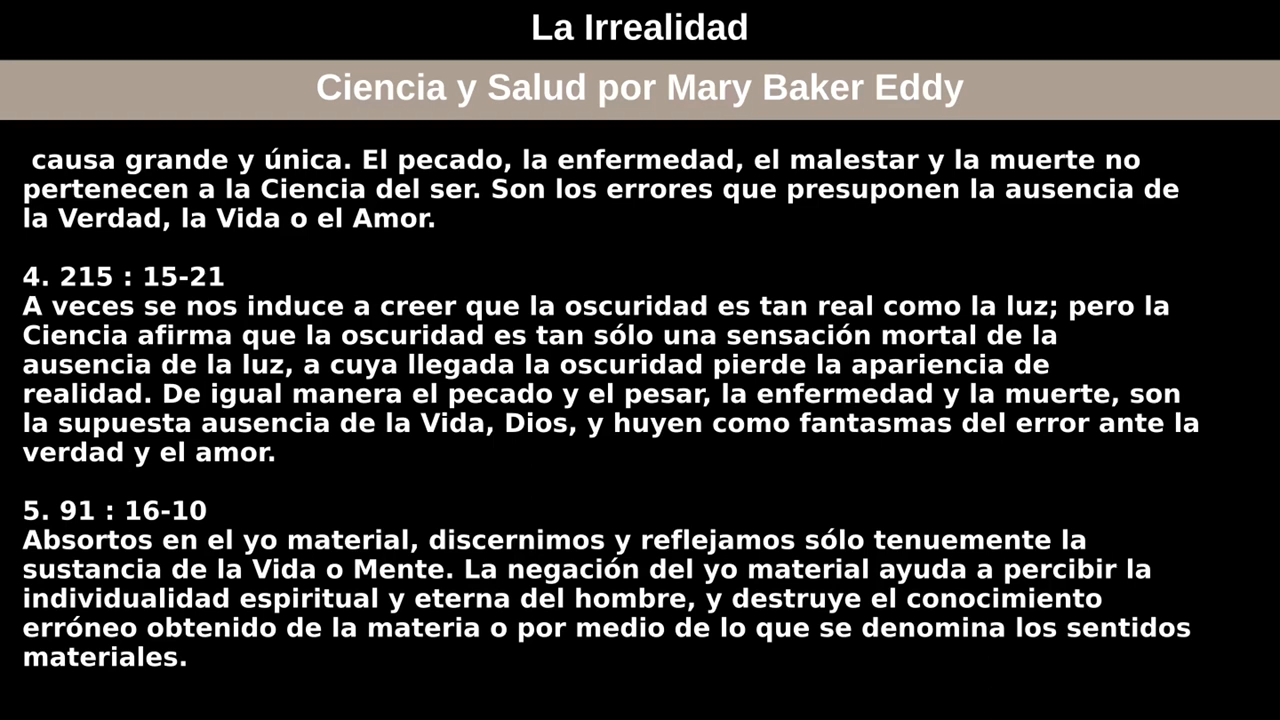 La Irrealidad
Ciencia y Salud por Mary Baker Eddy
causa grande y única. El pecado, la enfermedad, el malestar y la muerte no
pertenecen a la Ciencia del ser. Son los errores que presuponen la ausencia de
la Verdad, la Vida o el Amor.
4. 215 : 15-21
A veces se nos induce a creer que la oscuridad es tan real como la luz; pero la
Ciencia afirma que la oscuridad es tan sólo una sensación mortal de la
ausencia de la luz, a cuya llegada la oscuridad pierde la apariencia de
realidad. De igual manera el pecado y el pesar, la enfermedad y la muerte, son
la supuesta ausencia de la Vida, Dios, y huyen como fantasmas del error ante la
verdad y el amor.
5. 91 : 16-10
Absortos en el yo material, discernimos y reflejamos sólo tenuemente la
sustancia de la Vida o Mente. La negación del yo material ayuda a percibir la
individualidad espiritual y eterna del hombre, y destruye el conocimiento
erróneo obtenido de la materia o por medio de lo que se denomina los sentidos
materiales.